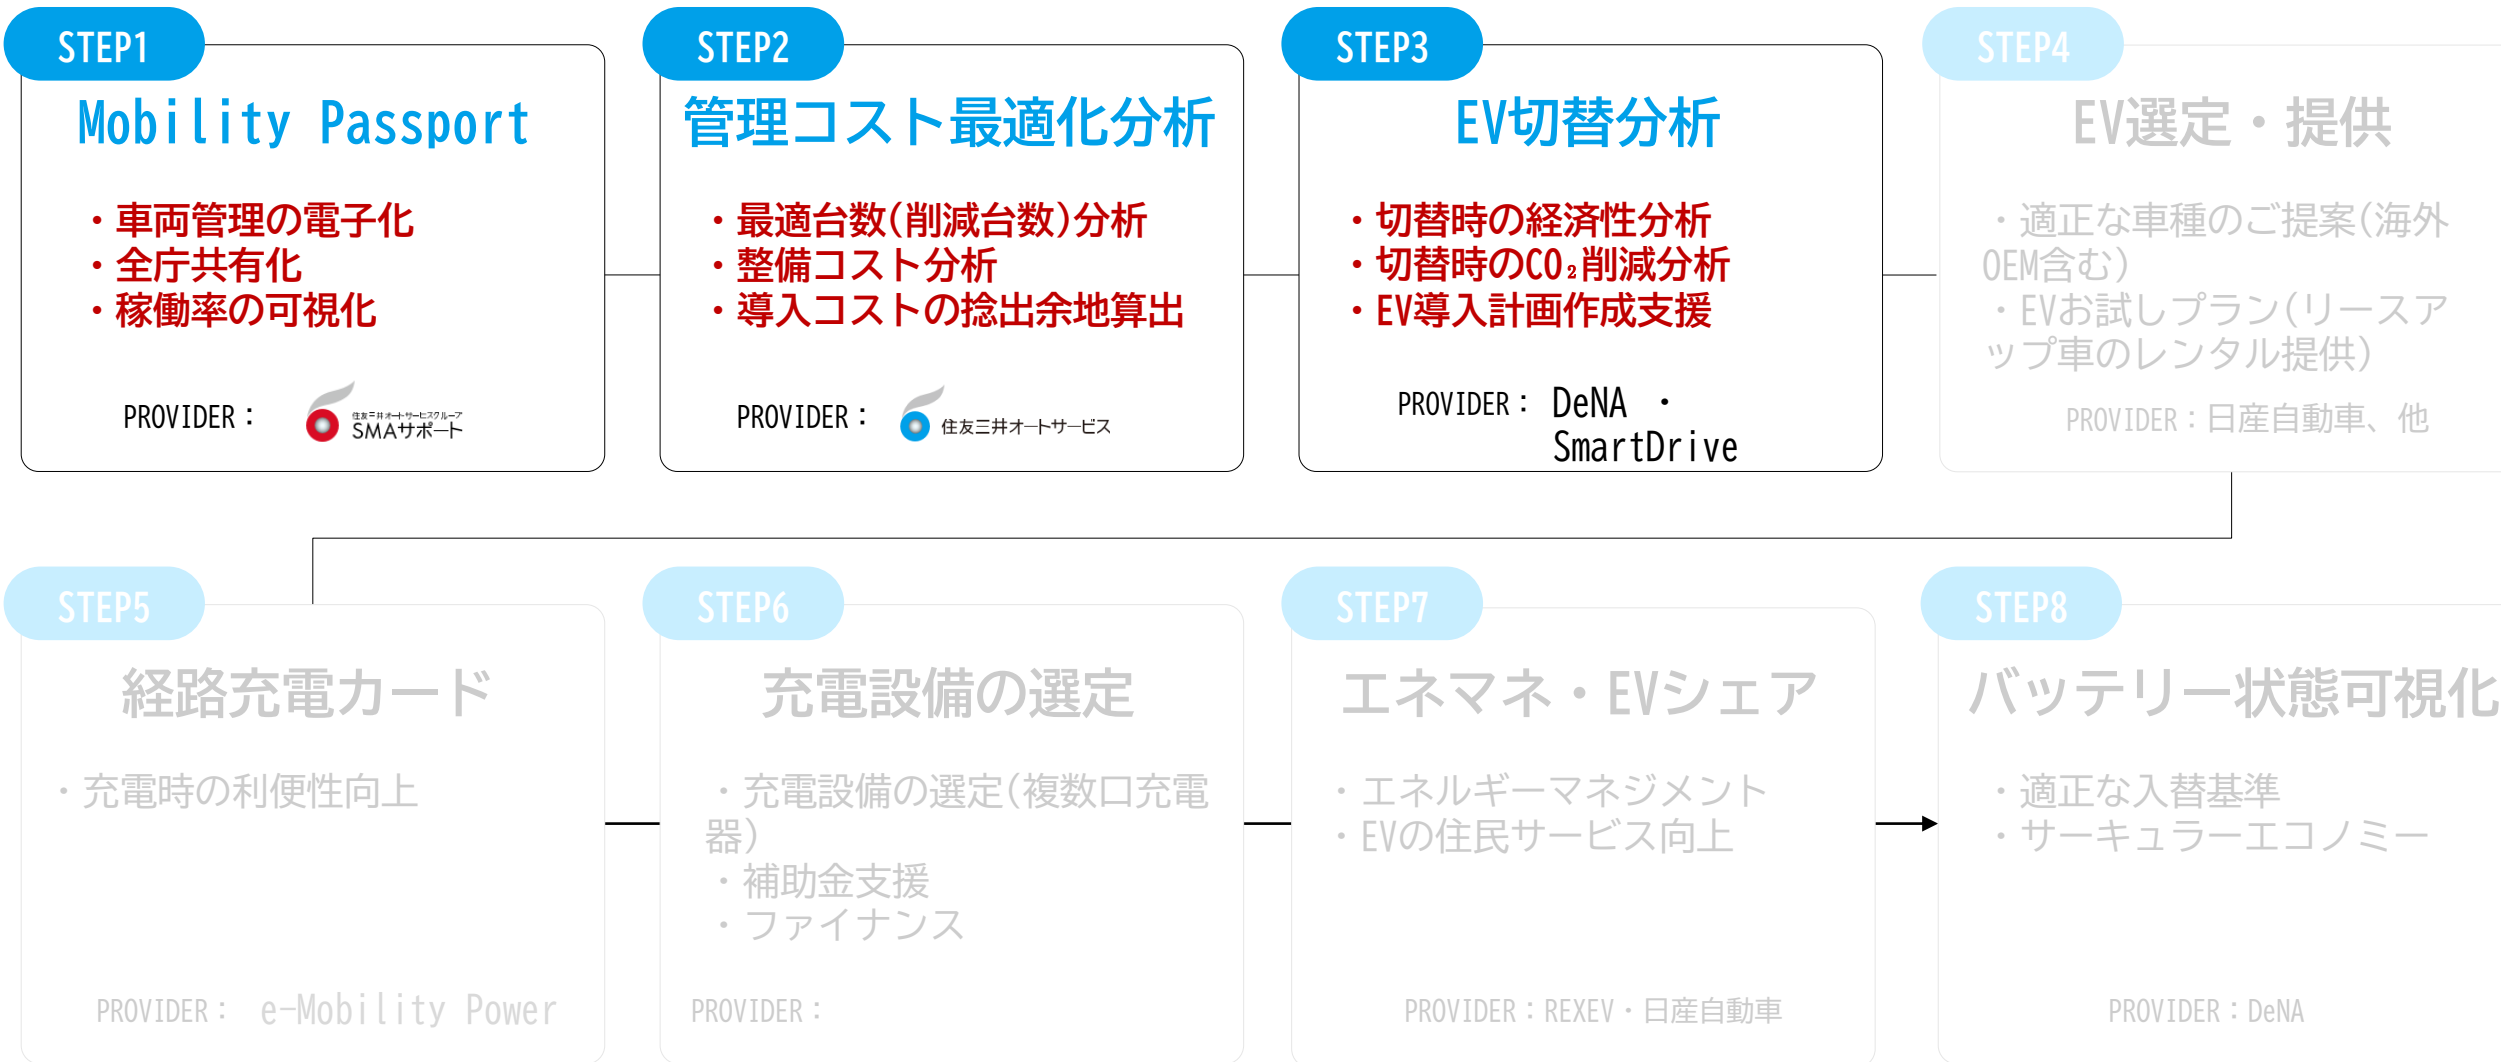 STEP1
Mobility Passport
・車両管理の電子化
・全庁共有化
・稼働率の可視化
PROVIDER：
住友三井オートサービスグループ
SMAサポート
STEP2
管理コスト最適化分析
・最適台数(削減台数)分析
・整備コスト分析
・導入コストの捻出余地算出
PROVIDER：
住友三井オートサービス
STEP3
EV切替分析
・切替時の経済性分析
・切替時のCO₂削減分析
・EV導入計画作成支援
PROVIDER：
DeNA ・
SmartDrive
STEP4
EV選定・提供
・適正な車種のご提案(海外
OEM含む)
・EVお試しプラン(リースア
ップ車のレンタル提供)
PROVIDER：日産自動車、他
STEP5
経路充電カード
・充電時の利便性向上
PROVIDER： e-Mobility Power
STEP6
充電設備の選定
・充電設備の選定(複数口充電
器)
・補助金支援
・ファイナンス
PROVIDER：
STEP7
エネマネ・EVシェア
・エネルギーマネジメント
・EVの住民サービス向上
PROVIDER：REXEV・日産自動車
STEP8
バッテリー状態可視化
・適正な入替基準
・サーキュラーエコノミー
PROVIDER：DeNA